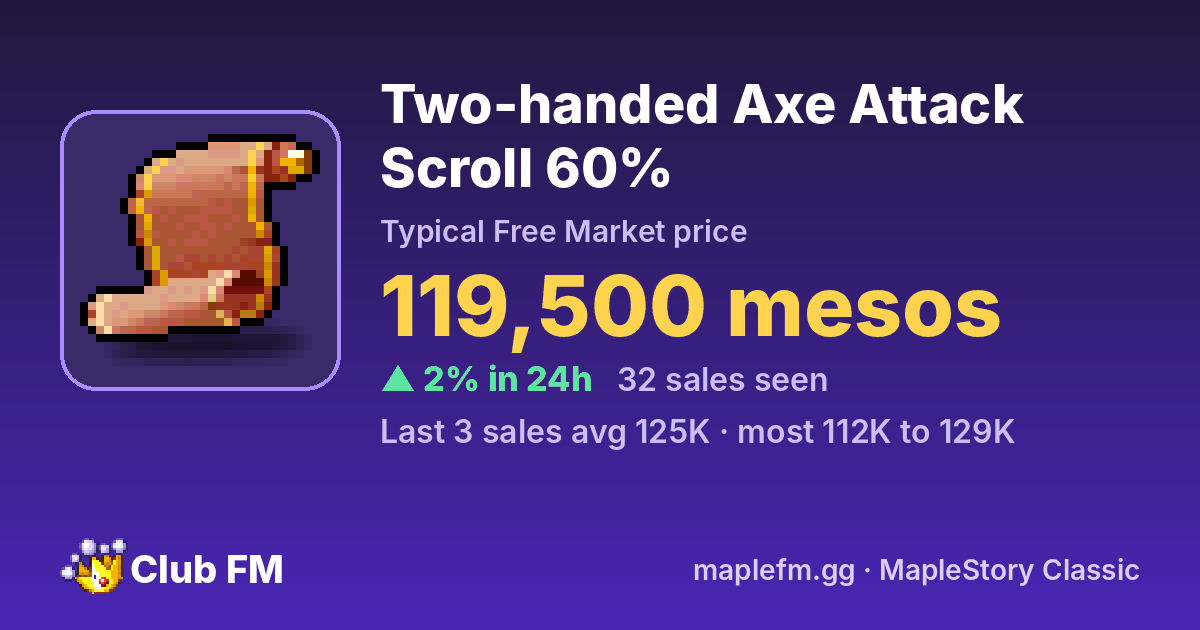 Two-handed Axe Attack
Scroll 60%
Typical Free Market price
119,500 mesos
▲ 2% in 24h 32 sales seen
Last 3 sales avg 125K · most 112K to 129K
Club FM
maplefm.gg · MapleStory Classic